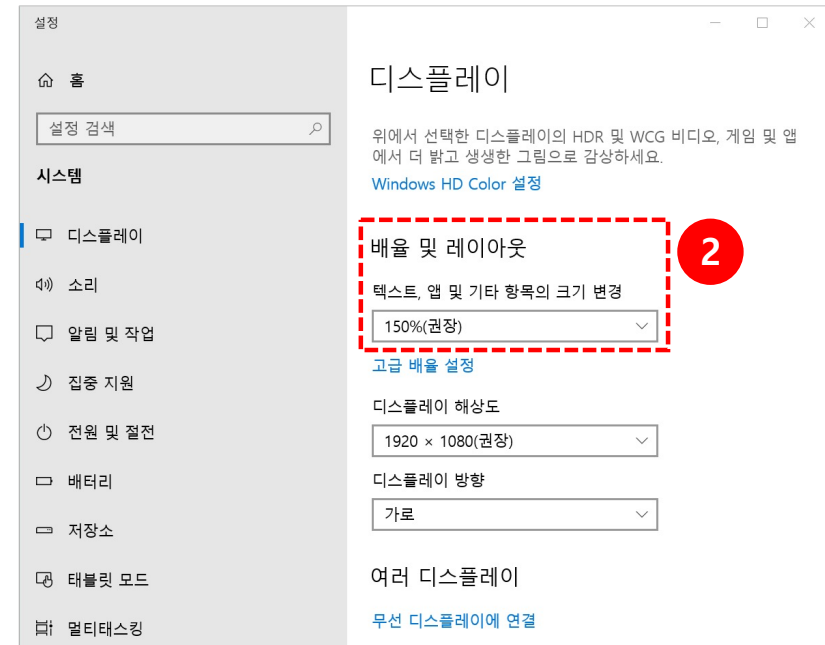 설정
홈
설정 검색
시스템
디스플레이
소리
알림 및 작업
집중 지원
전원 및 절전
배터리
저장소
태블릿 모드
멀티태스킹
디스플레이
위에서 선택한 디스플레이의 HDR 및 WCG 비디오, 게임 및 앱
에서 더 밝고 생생한 그림으로 감상하세요.
Windows HD Color 설정
배율 및 레이아웃
2
텍스트, 앱 및 기타 항목의 크기 변경
150%(권장)
고급 배율 설정
디스플레이 해상도
1920 × 1080(권장)
디스플레이 방향
가로
여러 디스플레이
무선 디스플레이에 연결